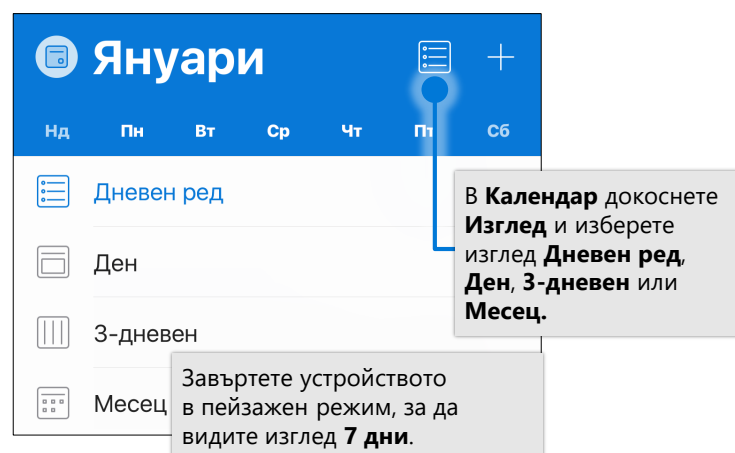 Януари
Нд Пн Вт Ср Чт Пт Сб
Дневен ред
Ден
3-дневен
Месец
В Календар докоснете
Изглед и изберете
изглед Дневен ред,
Ден, 3-дневен или
Месец.
Завъртете устройството
в пейзажен режим, за да
видите изглед 7 дни.